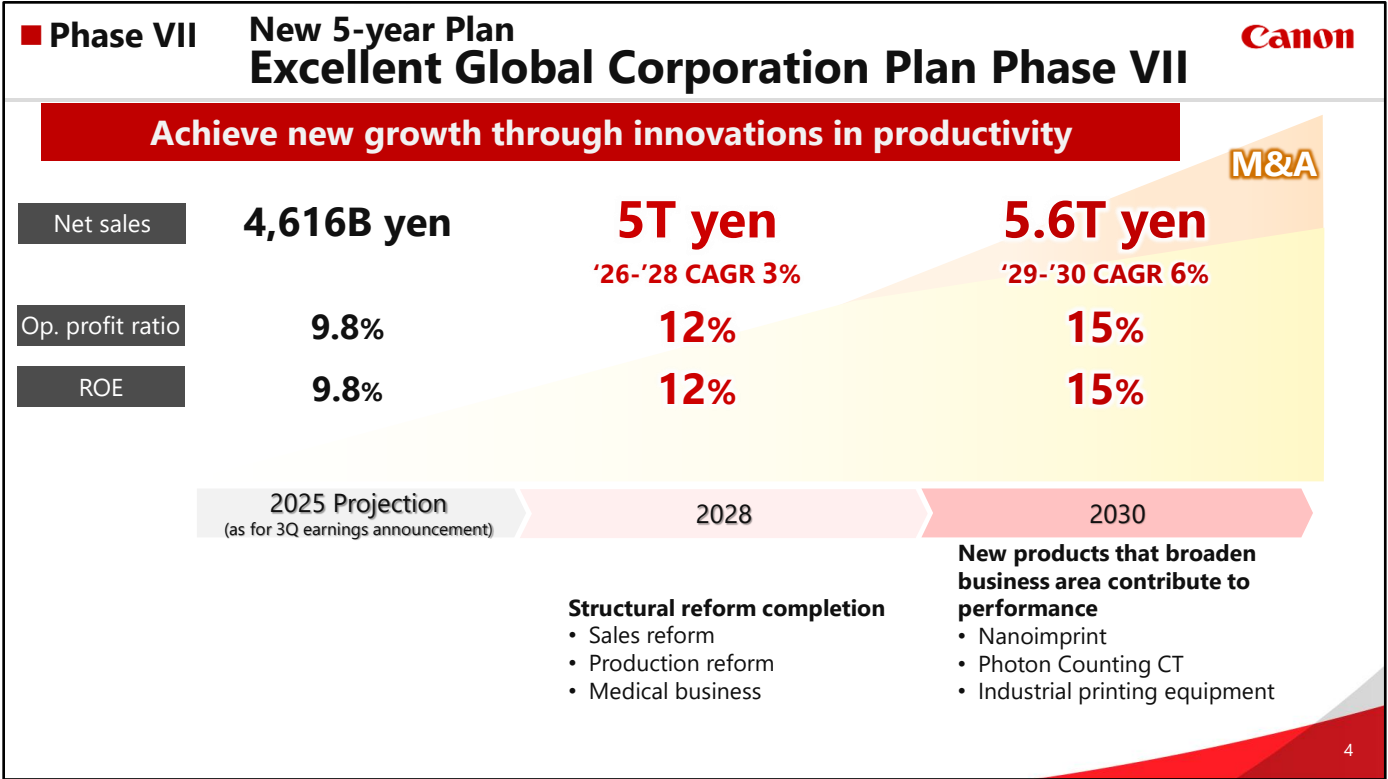 ■ Phase VII
New 5-year Plan
Excellent Global Corporation Plan Phase VII
Canon
Achieve new growth through innovations in productivity
M&A
Net sales
4,616B yen
5T yen
5.6T yen
‘26-’28 CAGR 3%
‘29-’30 CAGR 6%
Op. profit ratio
9.8%
12%
15%
ROE
9.8%
12%
15%
2025 Projection
(as for 3Q earnings announcement)
2028
2030
Structural reform completion
• Sales reform
• Production reform
• Medical business
New products that broaden
business area contribute to
performance
• Nanoimprint
• Photon Counting CT
• Industrial printing equipment
4